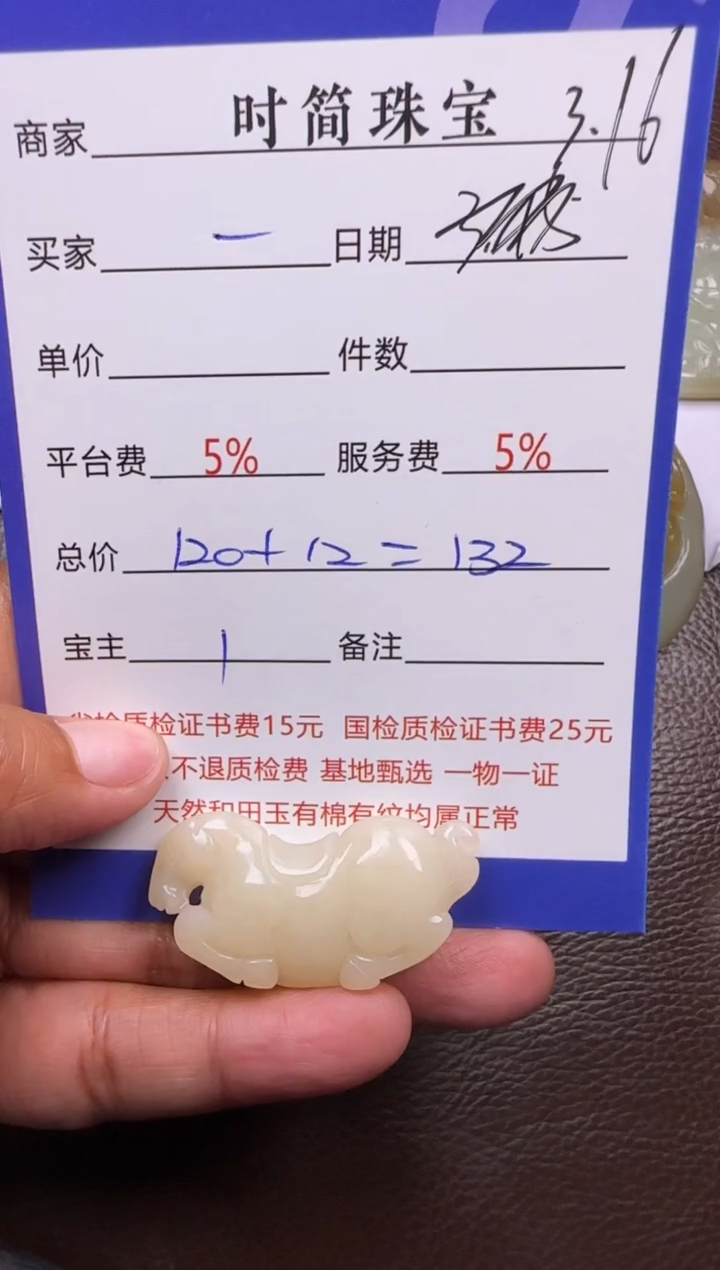 商家 时简珠宝 3.16
买家 一 日期
单价 件数
平台费 5% 服务费 5%
总价 120+12=132
宝主 1 备注
检证书费15元 国检质检证书费25元
不退质检费 基地甄选 一物一证
天然和田玉有棉有纹均属正常